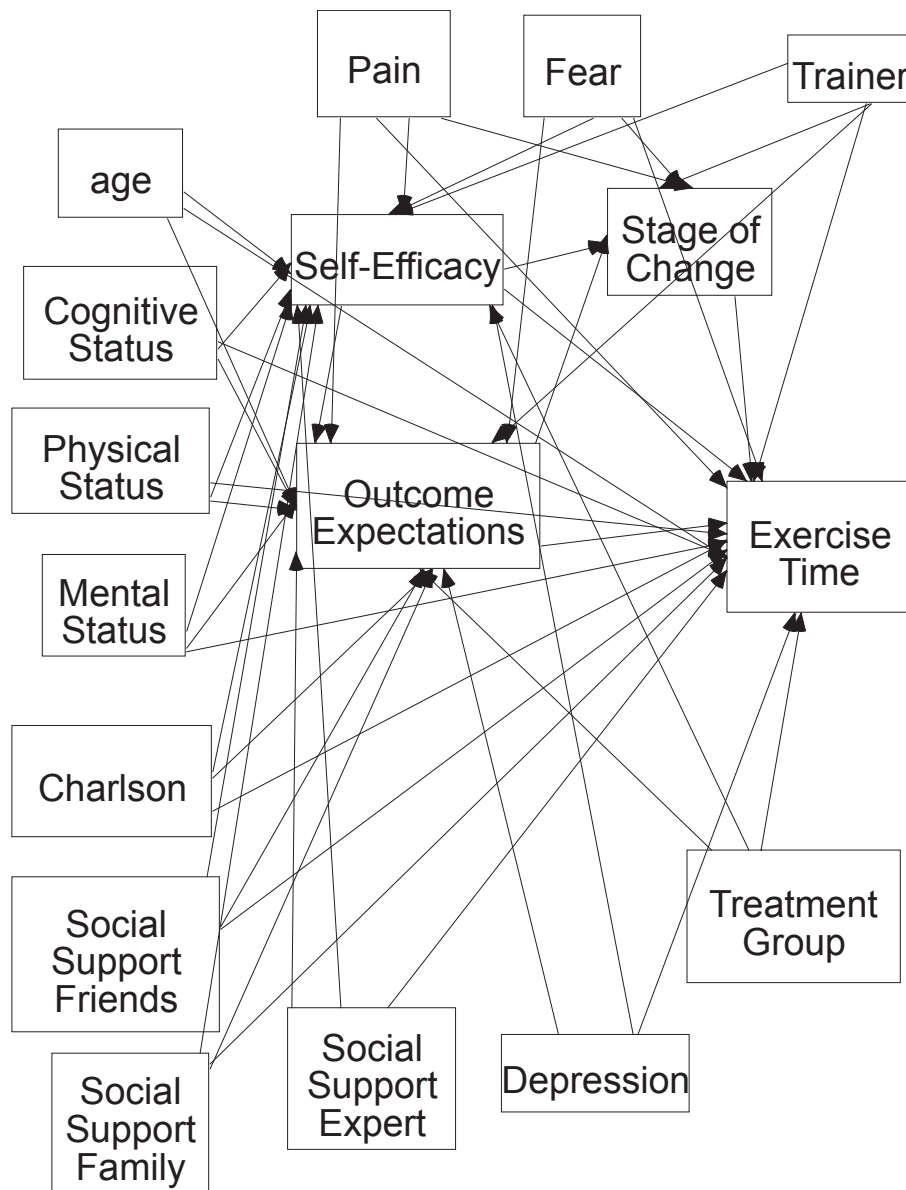 Pain
Fear
Trainer
age
Self-Efficacy
Stage of
Change
Cognitive
Status
Physical
Status
Outcome
Expectations
Exercise
Time
Mental
Status
Charlson
Social
Support
Friends
Treatment
Group
Social
Support
Family
Social
Support
Expert
Depression